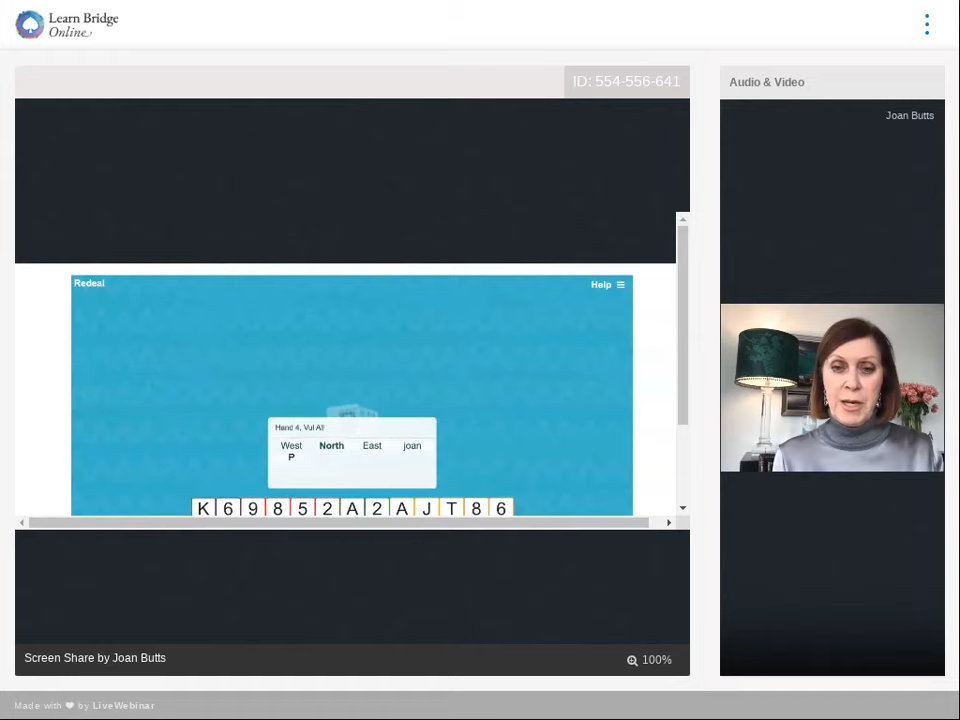 Learn Bridge
Online
ID: 554-556-641
Audio & Video
Joan Butts
Redeal
Help
Hand 4, Vul All
West North East joan
P
K 6 9 8 5 2 A 2 A J T 8 6
Screen Share by Joan Butts
100%
Made with by LiveWebinar